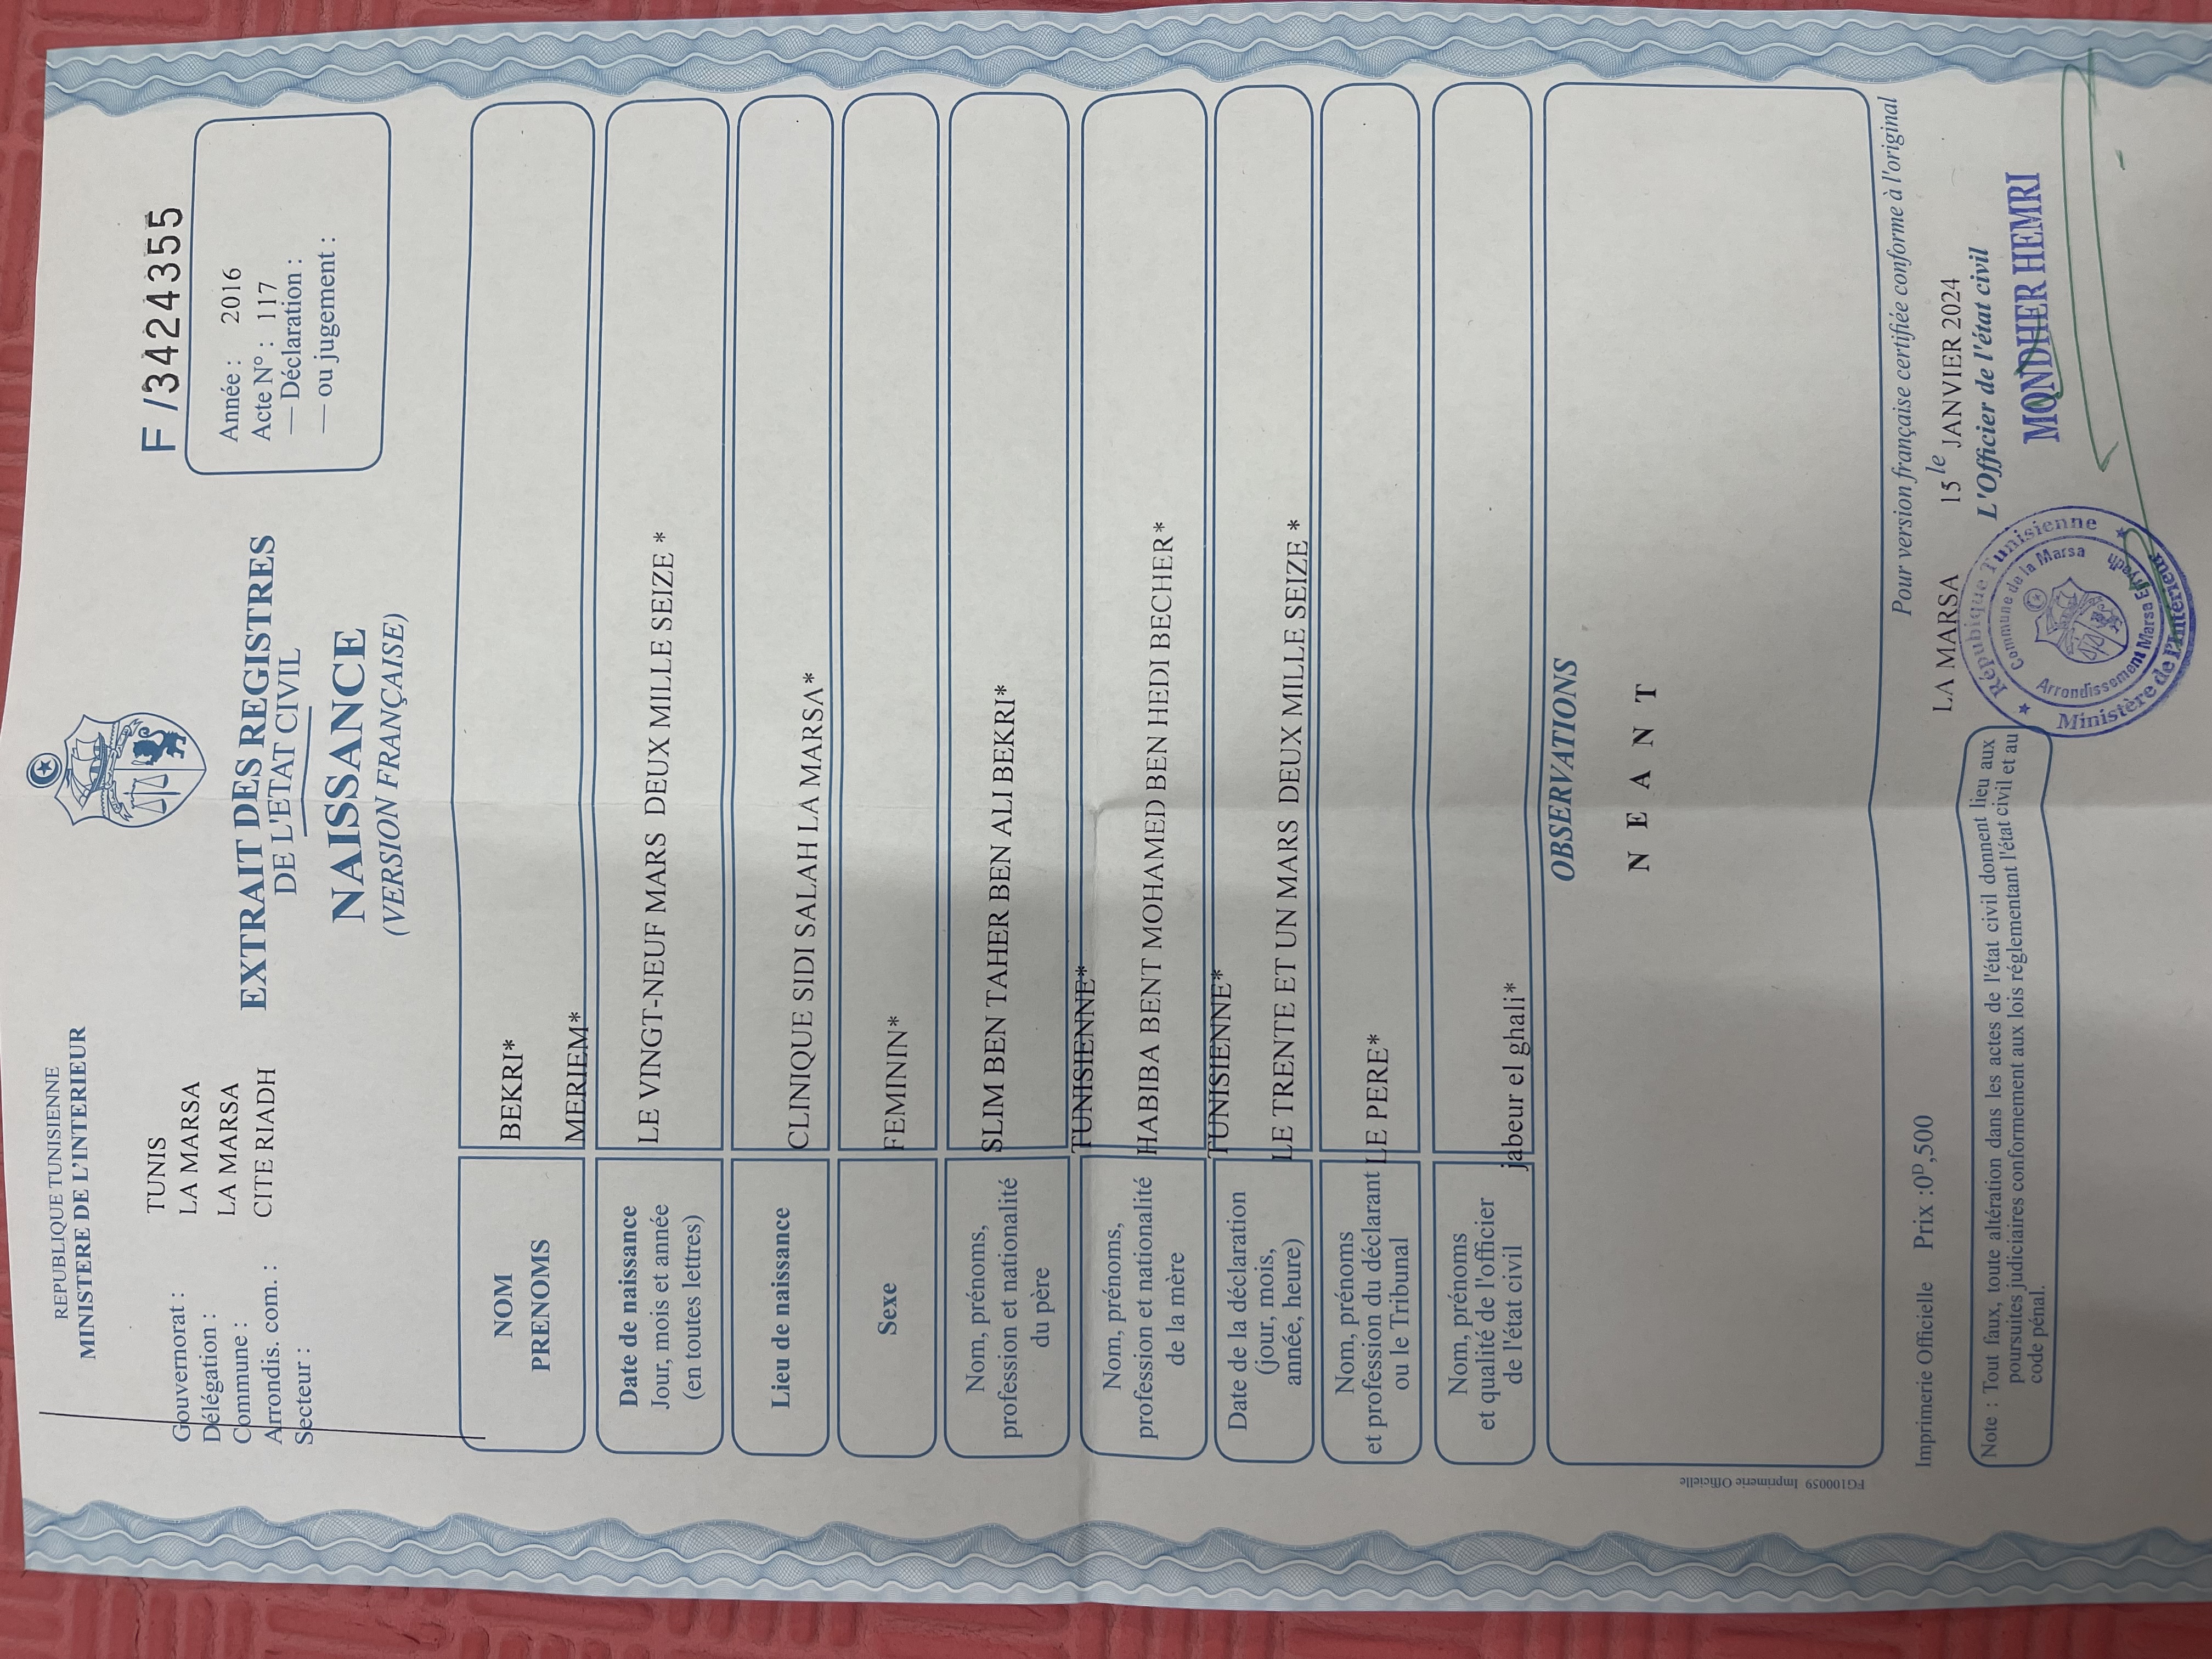 REPUBLIQUE TUNISIENNE
MINISTERE DE L'INTERIEUR
F /3424355
Gouvernorat : TUNIS
Délégation : LA MARSA
Commune : LA MARSA
Arrondis. com. : CITE RIADH
Secteur :
EXTRAIT DES REGISTRES
DE L'ETAT CIVIL
NAISSANCE
(VERSION FRANÇAISE)
Année : 2016
Acte N° : 117
— Déclaration :
— ou jugement :
NOM
PRENOMS
BEKRI*
MERIEM*
Date de naissance
Jour, mois et année
(en toutes lettres)
LE VINGT-NEUF MARS DEUX MILLE SEIZE *
Lieu de naissance
CLINIQUE SIDI SALAH LA MARSA*
Sexe
FEMININ*
Nom, prénoms,
profession et nationalité
du père
SLIM BEN TAHER BEN ALI BEKRI*
TUNISIENNE*
Nom, prénoms,
profession et nationalité
de la mère
HABIBA BENT MOHAMED BEN HEDI BECHER*
TUNISIENNE*
Date de la déclaration
(jour, mois,
année, heure)
LE TRENTE ET UN MARS DEUX MILLE SEIZE *
Nom, prénoms
et profession du déclarant
ou le Tribunal
LE PERE*
Nom, prénoms
et qualité de l'officier
de l'état civil
jabeur el ghali*
OBSERVATIONS
N E A N T
FG100059 Imprimerie Officielle
Pour version française certifiée conforme à l'original
Imprimerie Officielle Prix :0ᴰ,500
LA MARSA 15 le JANVIER 2024
L'Officier de l'état civil
MONDHER HEMRI
République Tunisienne
Commune de la Marsa
Arrondissement Marsa Erryadh
Ministère de l'Intérieur
Note : Tout faux, toute altération dans les actes de l'état civil donnent lieu aux
poursuites judiciaires conformement aux lois réglementant l'état civil et au
code pénal.